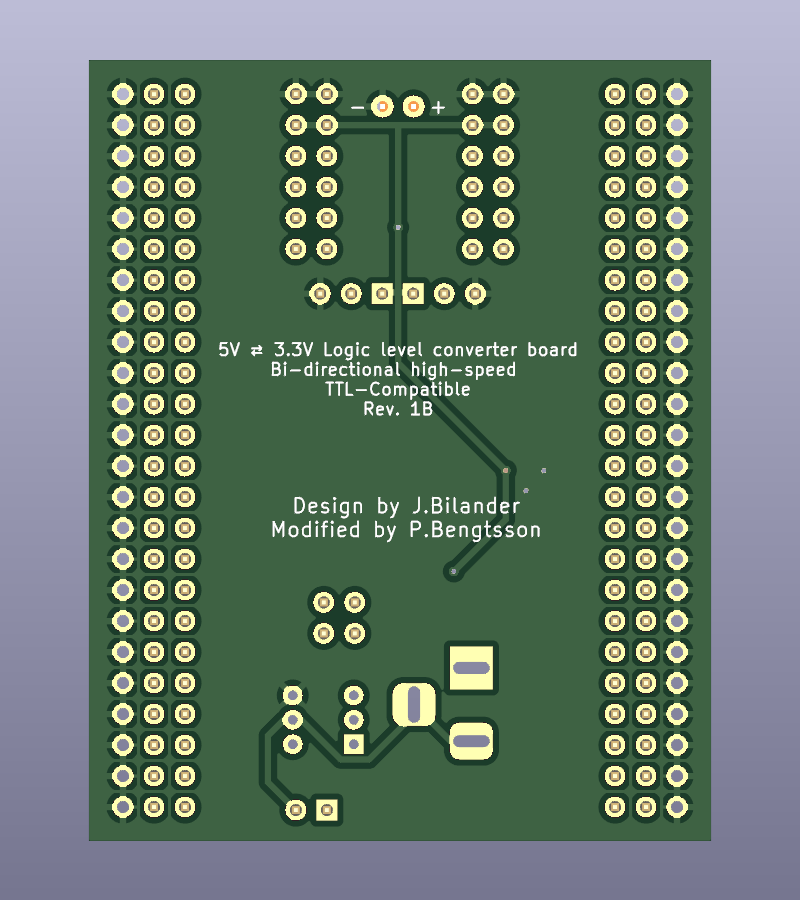 − +
5V ⇄ 3.3V Logic level converter board
Bi-directional high-speed
TTL-Compatible
Rev. 1B
Design by J.Bilander
Modified by P.Bengtsson